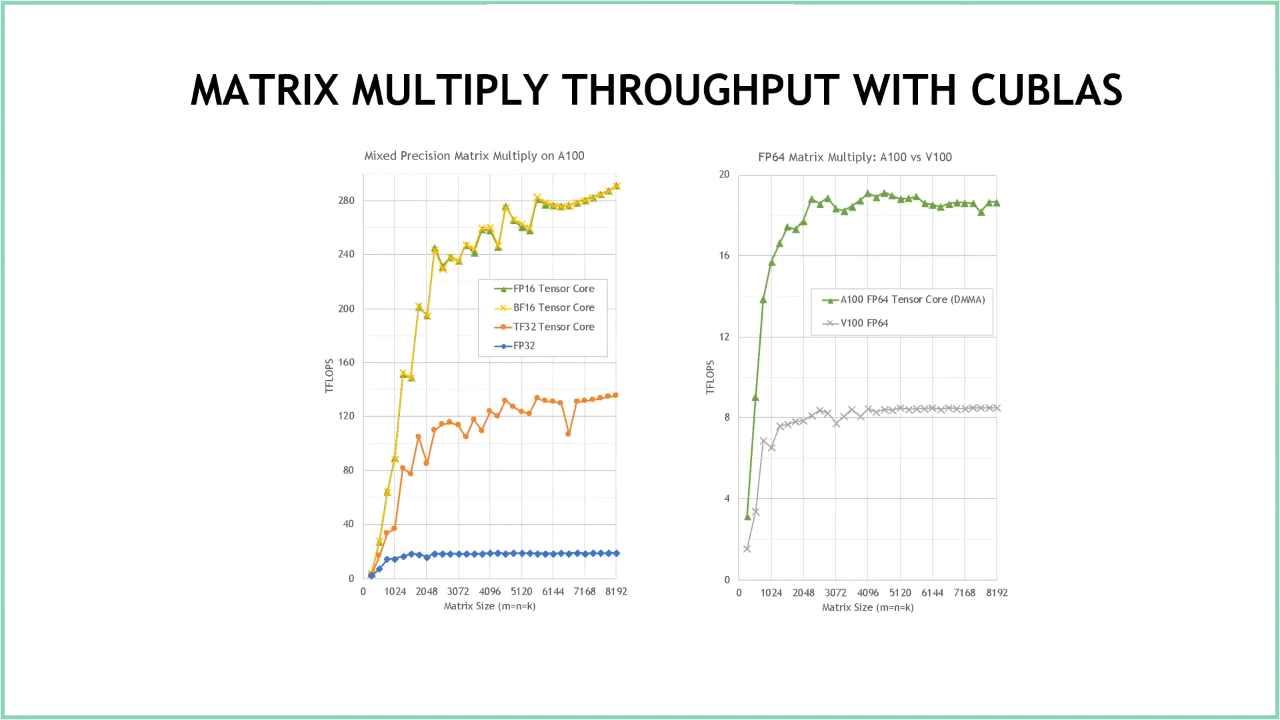 MATRIX MULTIPLY THROUGHPUT WITH CUBLAS
Mixed Precision Matrix Multiply on A100
280
240
200
160
120
80
40
0
TFLOPS
FP16 Tensor Core
BF16 Tensor Core
TF32 Tensor Core
FP32
0 1024 2048 3072 4096 5120 6144 7168 8192
Matrix Size (m=n=k)
FP64 Matrix Multiply: A100 vs V100
20
16
12
8
4
0
TFLOPS
A100 FP64 Tensor Core (DMMA)
V100 FP64
0 1024 2048 3072 4096 5120 6144 7168 8192
Matrix Size (m=n=k)